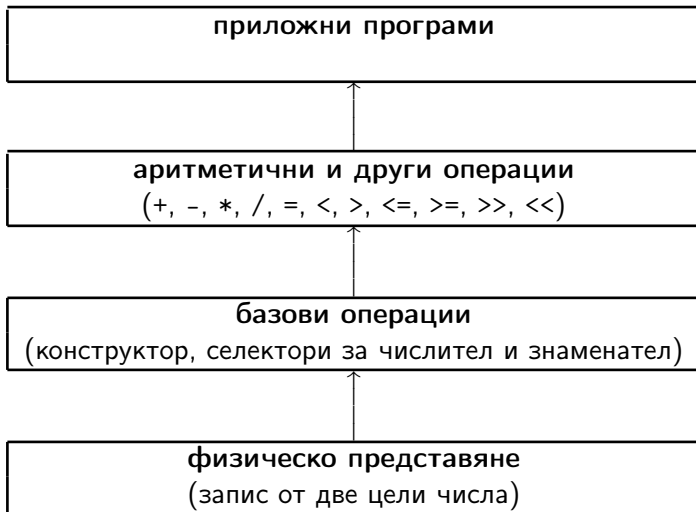 приложни програми
аритметични и други операции
(+, -, *, /, =, <, >, <=, >=, >>, <<)
базови операции
(конструктор, селектори за числител и знаменател)
физическо представяне
(запис от две цели числа)